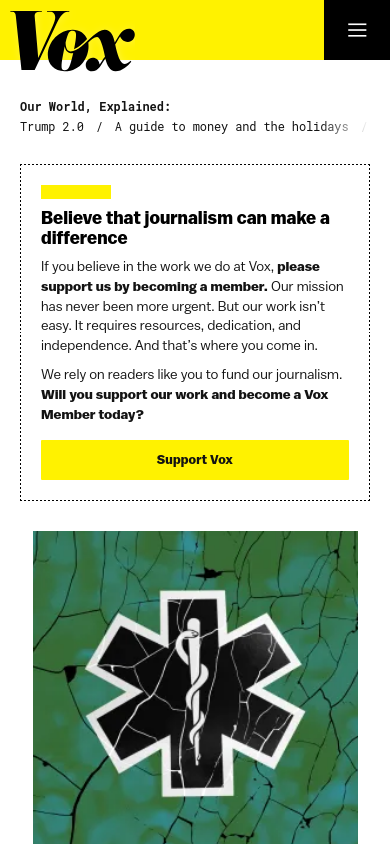 Vox
Our World, Explained:
Trump 2.0 / A guide to money and the holidays /
Believe that journalism can make a
difference
If you believe in the work we do at Vox, please
support us by becoming a member. Our mission
has never been more urgent. But our work isn’t
easy. It requires resources, dedication, and
independence. And that’s where you come in.
We rely on readers like you to fund our journalism.
Will you support our work and become a Vox
Member today?
Support Vox